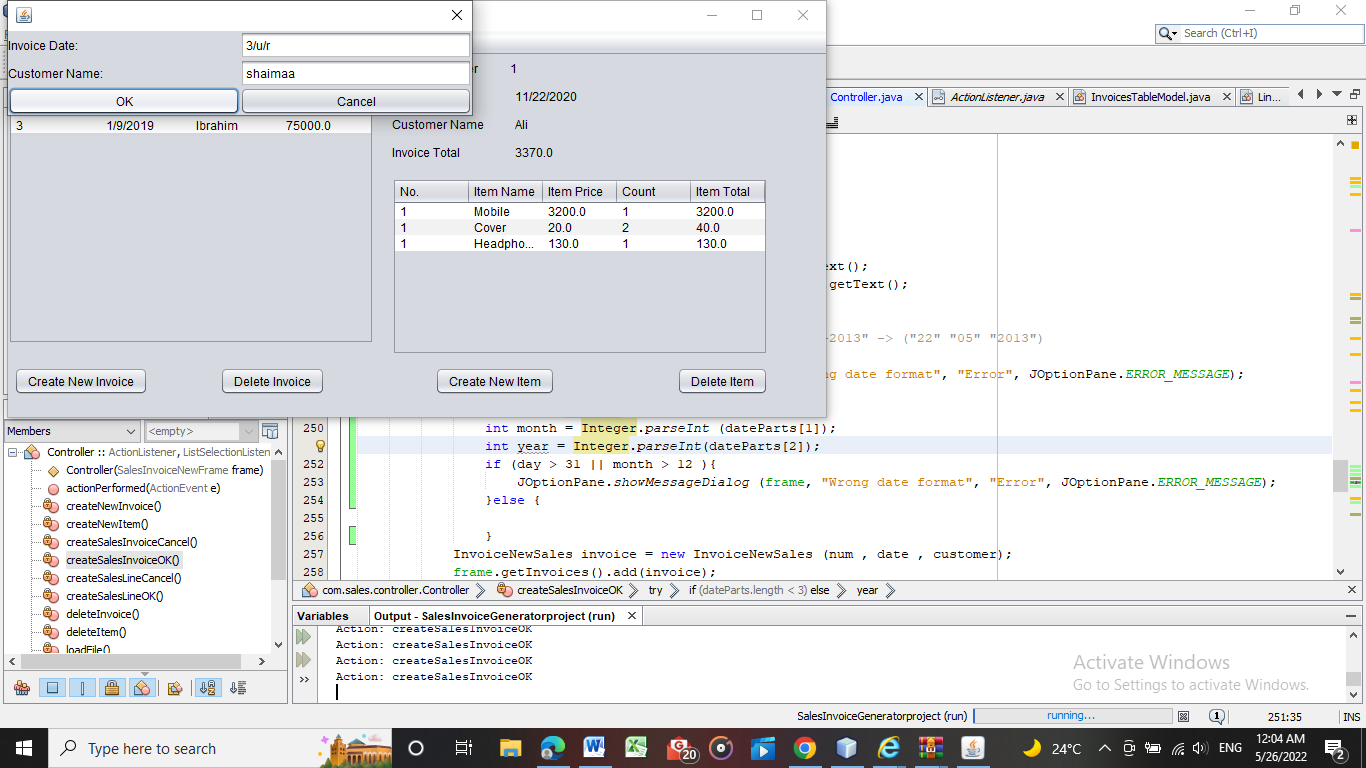 Invoice Date:
3/u/r
Customer Name:
shaimaa
OK
Cancel
Search (Ctrl+I)
1
11/22/2020
Customer Name
Ali
Invoice Total
3370.0
3
1/9/2019
Ibrahim
75000.0
No.
Item Name
Item Price
Count
Item Total
1 Mobile 3200.0 1 3200.0
1 Cover 20.0 2 40.0
1 Headpho... 130.0 1 130.0
Create New Invoice
Delete Invoice
Create New Item
Delete Item
Controller.java
ActionListener.java
InvoicesTableModel.java
Lin...
ext();
getText();
2013" -> ("22" "05" "2013")
ng date format", "Error", JOptionPane.ERROR_MESSAGE);
250 int month = Integer.parseInt (dateParts[1]);
int year = Integer.parseInt(dateParts[2]);
252 if (day > 31 || month > 12 ){
253 JOptionPane.showMessageDialog (frame, "Wrong date format", "Error", JOptionPane.ERROR_MESSAGE);
254 }else {
255
256 }
257 InvoiceNewSales invoice = new InvoiceNewSales (num , date , customer);
258 frame.getInvoices().add(invoice);
com.sales.controller.Controller
createSalesInvoiceOK
try
if (dateParts.length < 3) else
year
Members
<empty>
Controller :: ActionListener, ListSelectionListen
Controller(SalesInvoiceNewFrame frame)
actionPerformed(ActionEvent e)
createNewInvoice()
createNewItem()
createSalesInvoiceCancel()
createSalesInvoiceOK()
createSalesLineCancel()
createSalesLineOK()
deleteInvoice()
deleteItem()
loadFile()
Variables
Output - SalesInvoiceGeneratorproject (run)
Action: createSalesInvoiceOK
Action: createSalesInvoiceOK
Action: createSalesInvoiceOK
Action: createSalesInvoiceOK
Activate Windows
Go to Settings to activate Windows.
SalesInvoiceGeneratorproject (run)
running...
1
251:35
INS
Type here to search
20
24°C
ENG
12:04 AM
5/26/2022
2